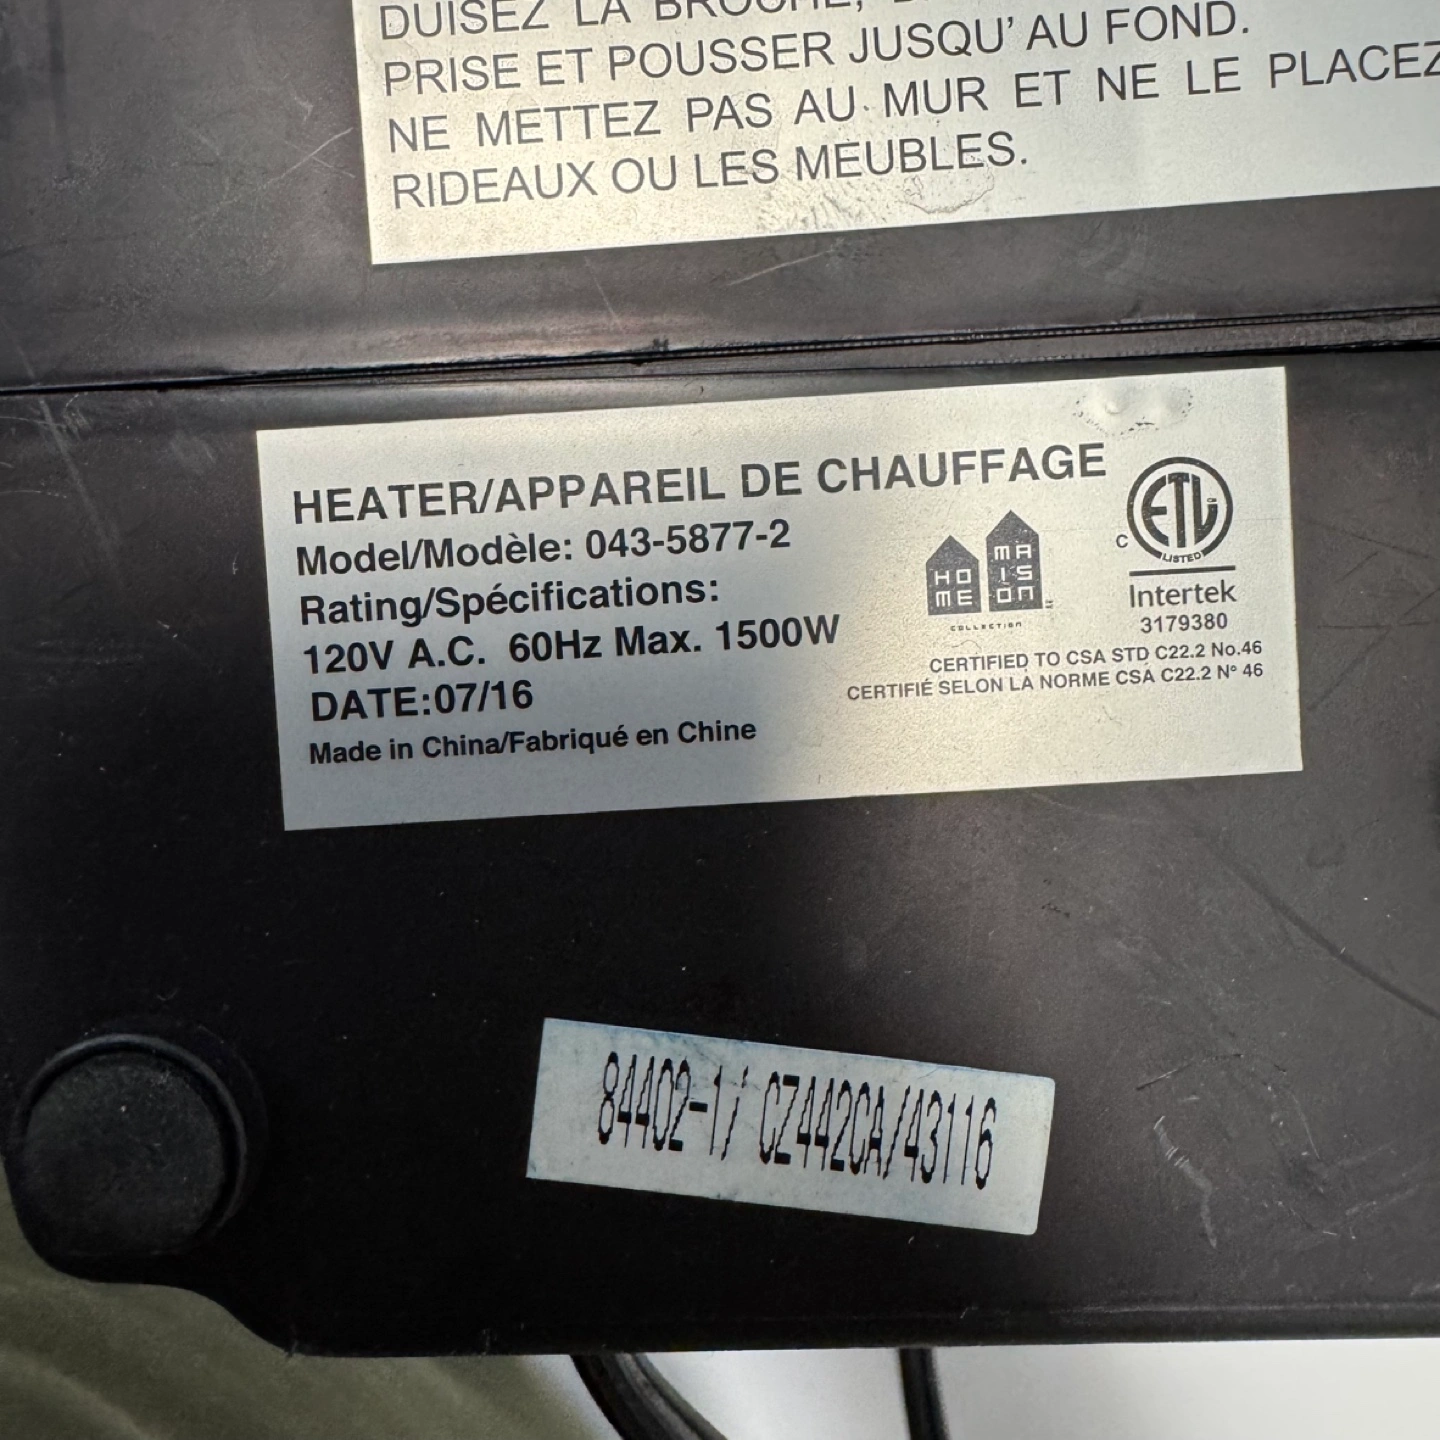 DUISEZ LA BROCHE,
PRISE ET POUSSER JUSQU' AU FOND.
NE METTEZ PAS AU MUR ET NE LE PLACEZ
RIDEAUX OU LES MEUBLES.
HEATER/APPAREIL DE CHAUFFAGE
Model/Modèle: 043-5877-2
Rating/Spécifications:
120V A.C. 60Hz Max. 1500W
DATE:07/16
Made in China/Fabriqué en Chine
HO
ME
MA
IS
ON
COLLECTION
C
ETL
LISTED
Intertek
3179380
CERTIFIED TO CSA STD C22.2 No.46
CERTIFIÉ SELON LA NORME CSA C22.2 N° 46
84402-1/ CZ442CA/43116